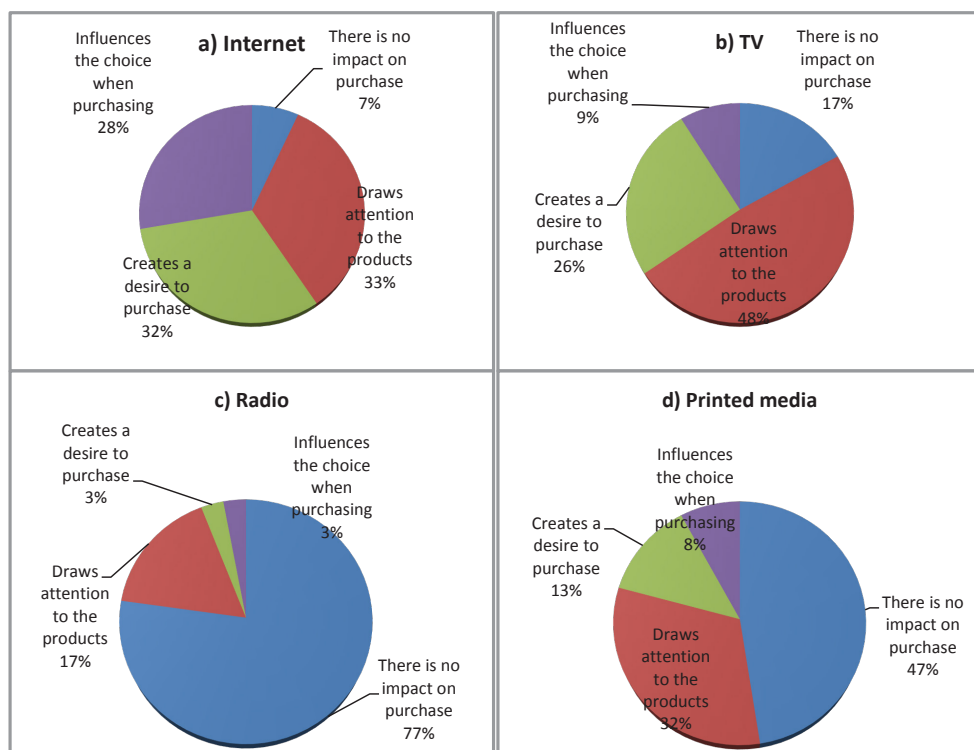 a) Internet
Influences
the choice
when
purchasing
28%
There is no
impact on
purchase
7%
Draws
attention
to the
products
33%
Creates a
desire to
purchase
32%
b) TV
Influences
the choice
when
purchasing
9%
There is no
impact on
purchase
17%
Creates a
desire to
purchase
26%
Draws
attention
to the
products
48%
c) Radio
Creates a
desire to
purchase
3%
Influences
the choice
when
purchasing
3%
Draws
attention
to the
products
17%
There is no
impact on
purchase
77%
d) Printed media
Influences
the choice
when
purchasing
8%
Creates a
desire to
purchase
13%
There is no
impact on
purchase
47%
Draws
attention
to the
products
32%